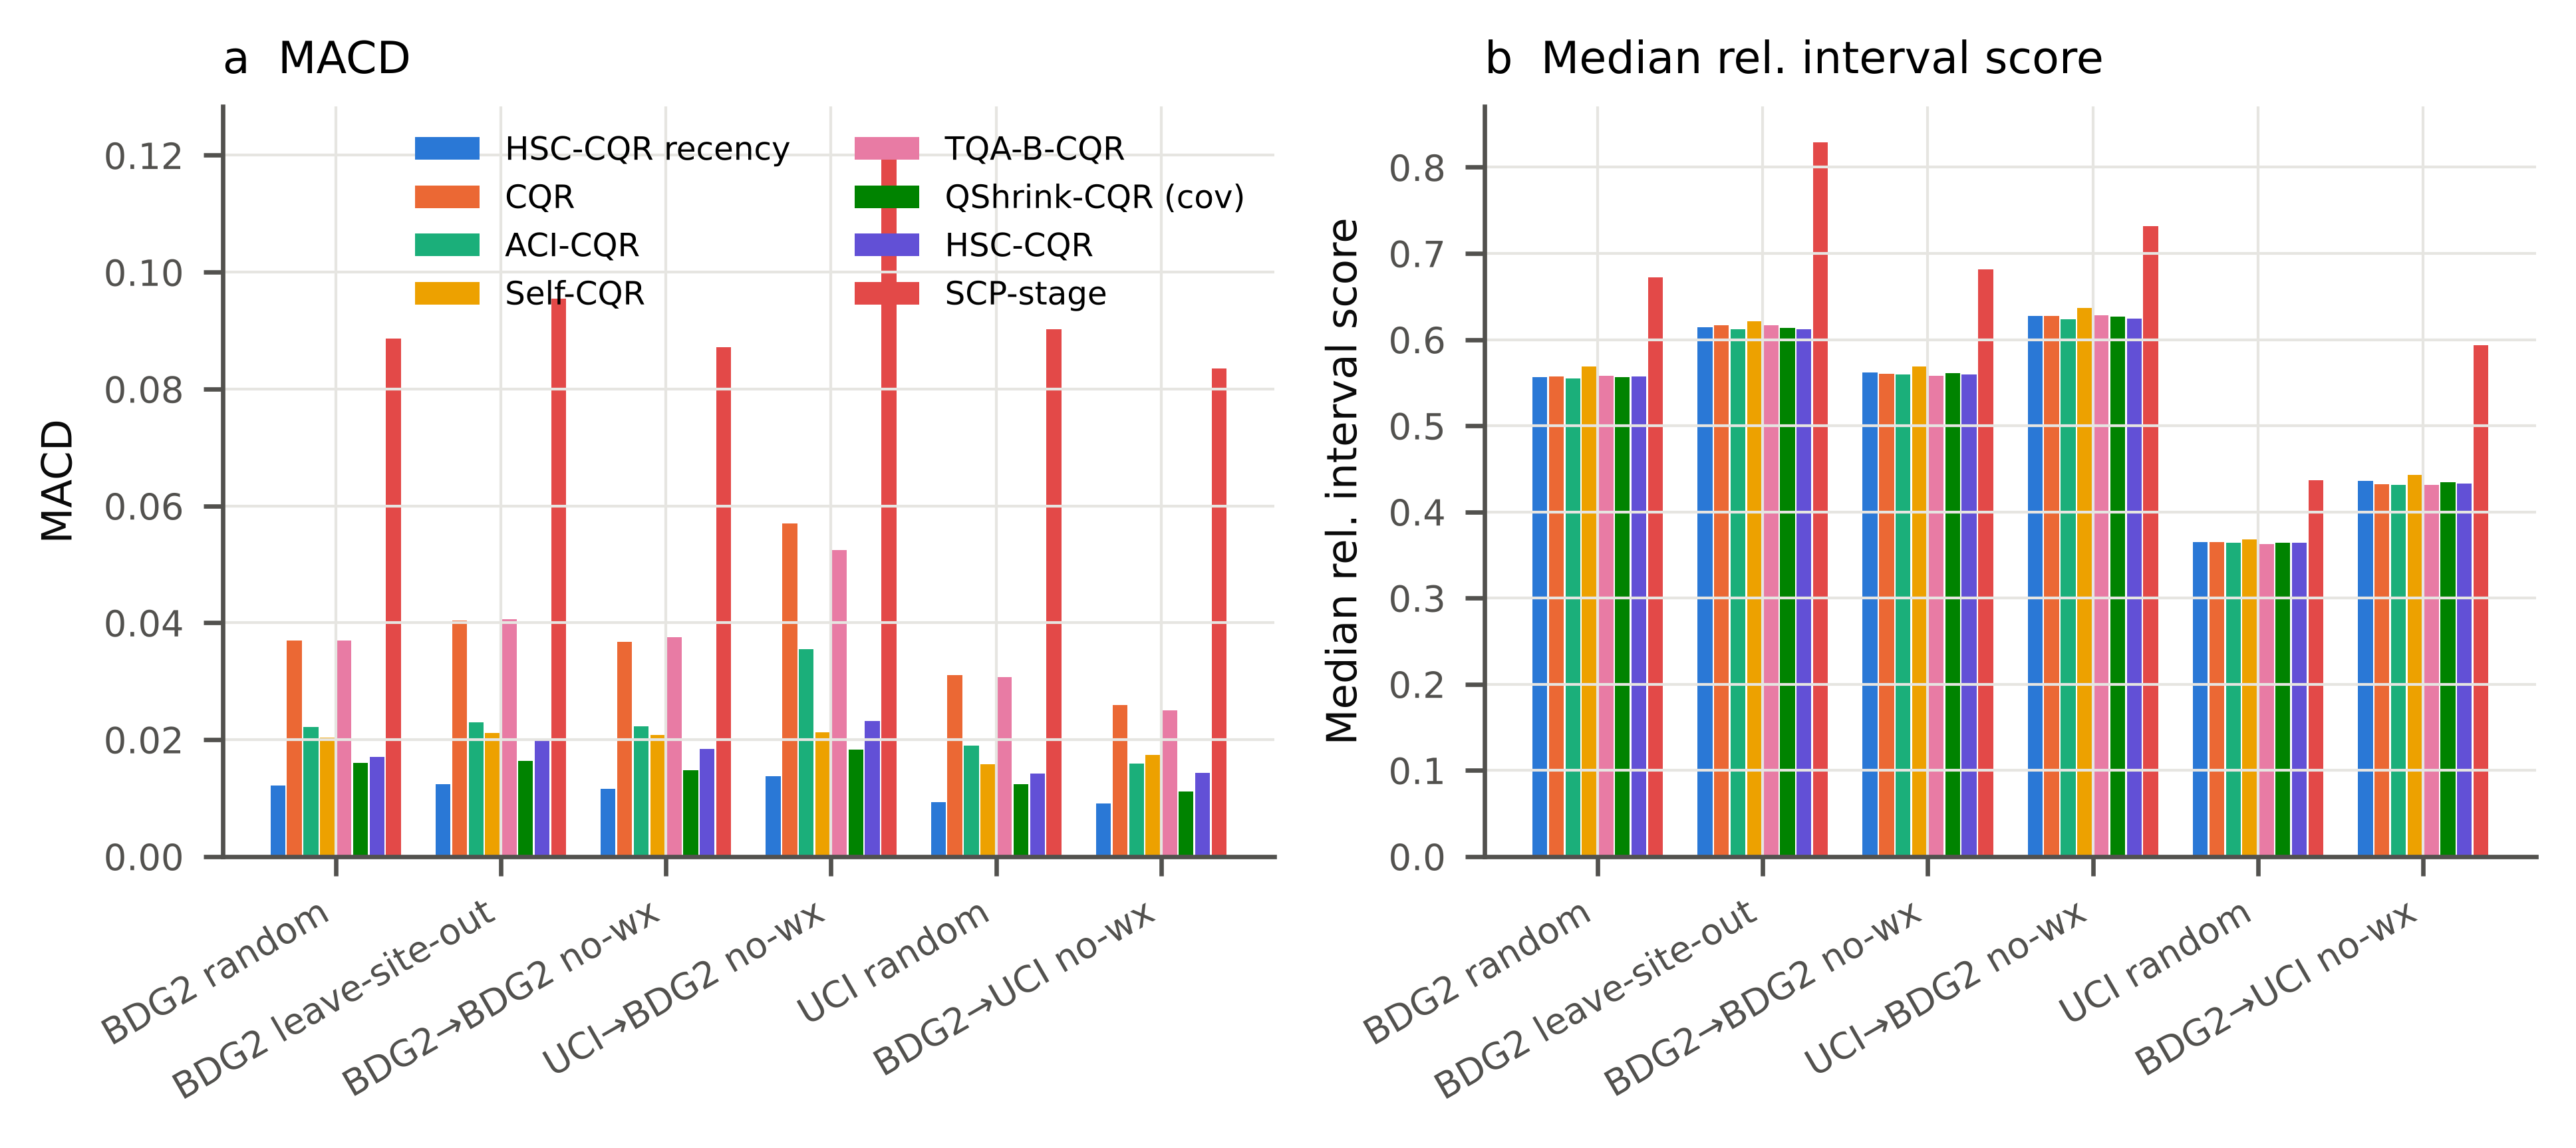 a MACD
0.12
0.10
0.08
0.06
0.04
0.02
0.00
MACD
HSC-CQR recency
CQR
ACI-CQR
Self-CQR
TQA-B-CQR
QShrink-CQR (cov)
HSC-CQR
SCP-stage
BDG2 random
BDG2 leave-site-out
BDG2→BDG2 no-wx
UCI→BDG2 no-wx
UCI random
BDG2→UCI no-wx
b Median rel. interval score
0.8
0.7
0.6
0.5
0.4
0.3
0.2
0.1
0.0
Median rel. interval score
BDG2 random
BDG2 leave-site-out
BDG2→BDG2 no-wx
UCI→BDG2 no-wx
UCI random
BDG2→UCI no-wx